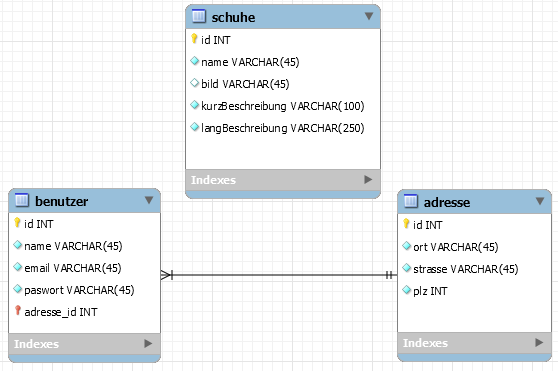 schuhe
id INT
name VARCHAR(45)
bild VARCHAR(45)
kurzBeschreibung VARCHAR(100)
langBeschreibung VARCHAR(250)
Indexes
benutzer
id INT
name VARCHAR(45)
email VARCHAR(45)
paswort VARCHAR(45)
adresse_id INT
Indexes
adresse
id INT
ort VARCHAR(45)
strasse VARCHAR(45)
plz INT
Indexes